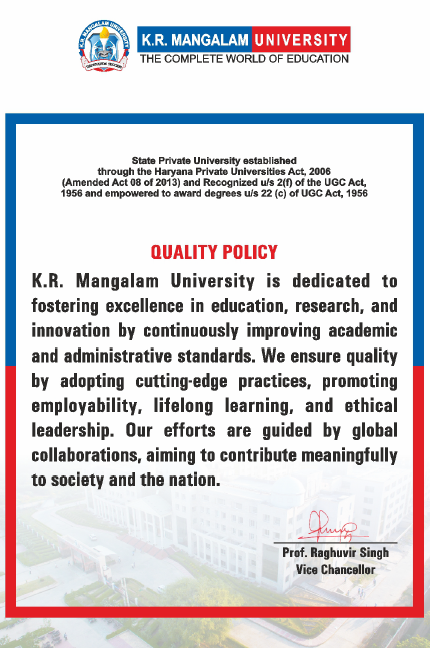 K.R. MANGALAM UNIVERSITY
THE COMPLETE WORLD OF EDUCATION
State Private University established
through the Haryana Private Universities Act, 2006
(Amended Act 08 of 2013) and Recognized u/s 2(f) of the UGC Act,
1956 and empowered to award degrees u/s 22 (c) of UGC Act, 1956
QUALITY POLICY
K.R. Mangalam University is dedicated to
fostering excellence in education, research, and
innovation by continuously improving academic
and administrative standards. We ensure quality
by adopting cutting-edge practices, promoting
employability, lifelong learning, and ethical
leadership. Our efforts are guided by global
collaborations, aiming to contribute meaningfully
to society and the nation.
Prof. Raghuvir Singh
Vice Chancellor